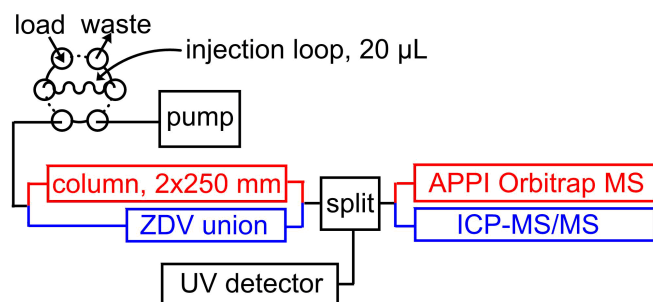 load waste
injection loop, 20 µL
pump
column, 2x250 mm
APPI Orbitrap MS
split
ZDV union
ICP-MS/MS
UV detector